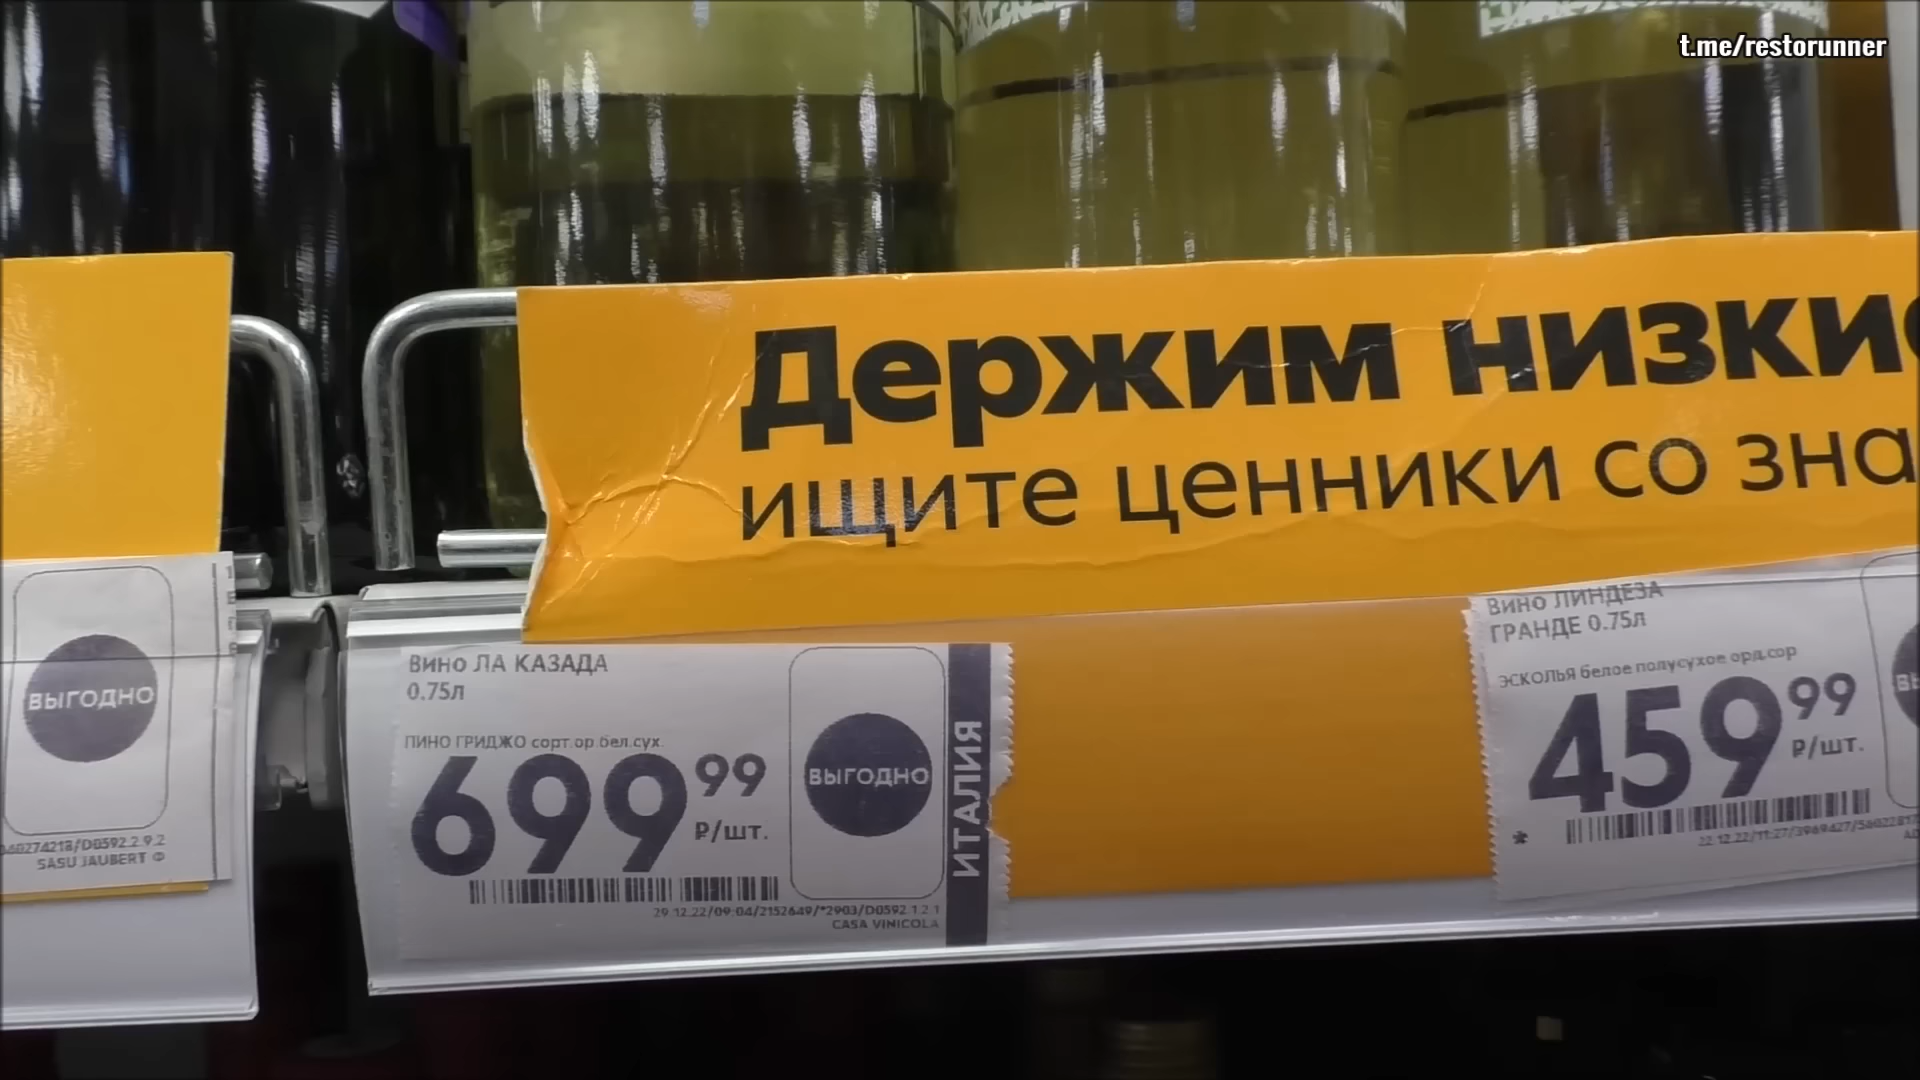 t.me/restorunner
Держим низкие
ищите ценники со зна
ВЫГОДНО
SASU JAUBERT Ф
Вино ЛА КАЗАДА
0.75л
ПИНО ГРИДЖО сорт.ор бел.сух.
699 99
₽/шт.
ВЫГОДНО
ИТАЛИЯ
29.12.22/09:04/2152649/*2903/D0592.1.2.1
CASA VINICOLA
Вино ЛИНДЕЗА
ГРАНДЕ 0.75л
ЭСКОЛЬЯ белое полусухое орд.сор
459 99
₽/шт.
*